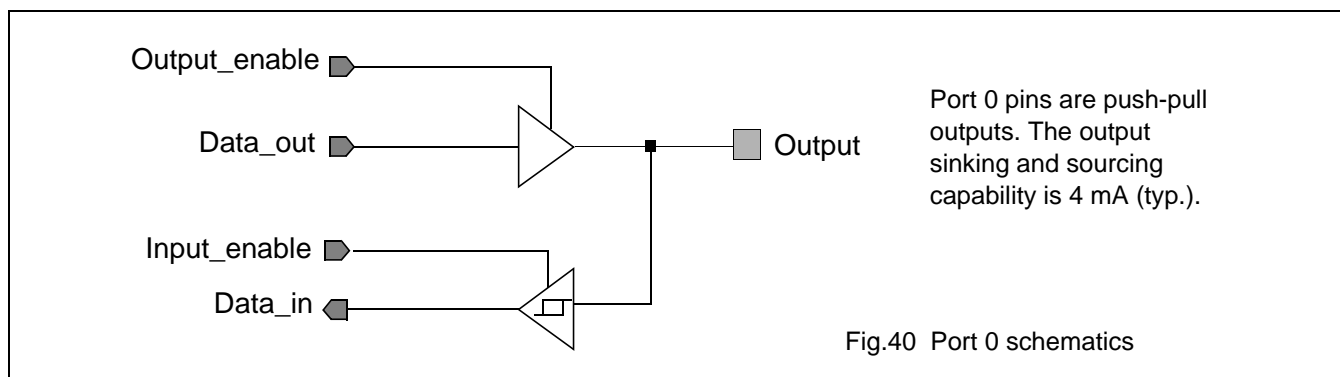 Output_enable
Data_out
Output
Input_enable
Data_in
Port 0 pins are push-pull
outputs. The output
sinking and sourcing
capability is 4 mA (typ.).
Fig.40 Port 0 schematics